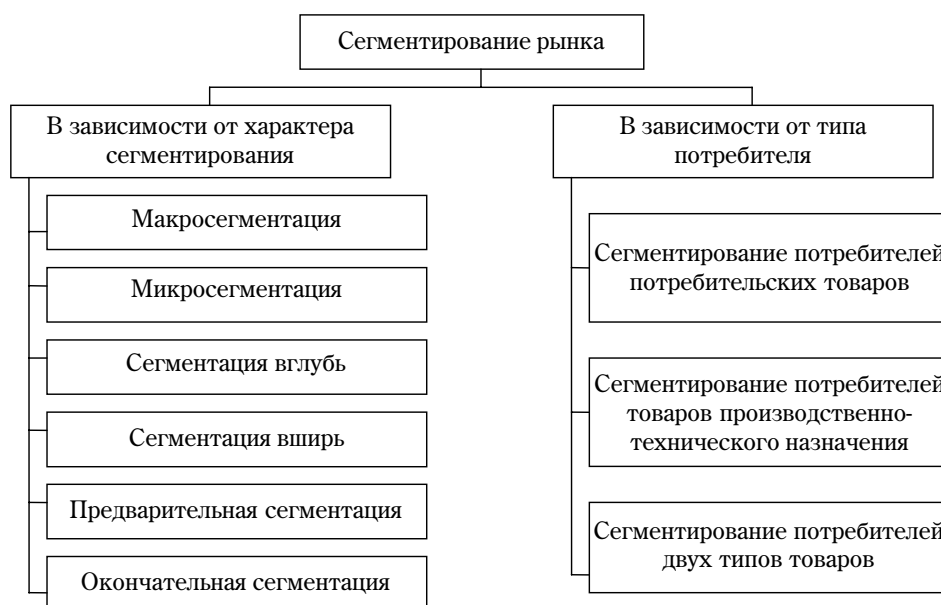 Сегментирование рынка
В зависимости от характера
сегментирования
Макросегментация
Микросегментация
Сегментация вглубь
Сегментация вширь
Предварительная сегментация
Окончательная сегментация
В зависимости от типа
потребителя
Сегментирование потребителей
потребительских товаров
Сегментирование потребителей
товаров производственно-
технического назначения
Сегментирование потребителей
двух типов товаров